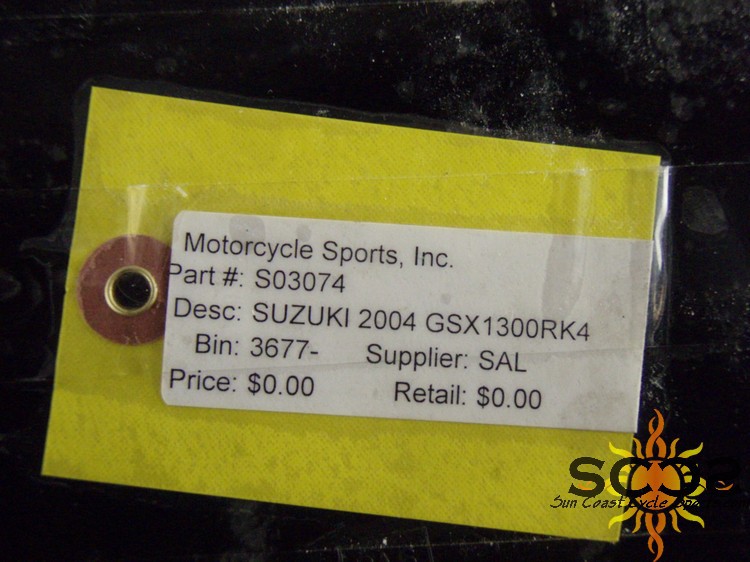 Motorcycle Sports, Inc.
Part #: S03074
Desc: SUZUKI 2004 GSX1300RK4
Bin: 3677- Supplier: SAL
Price: $0.00 Retail: $0.00
Sun Coast Cycle